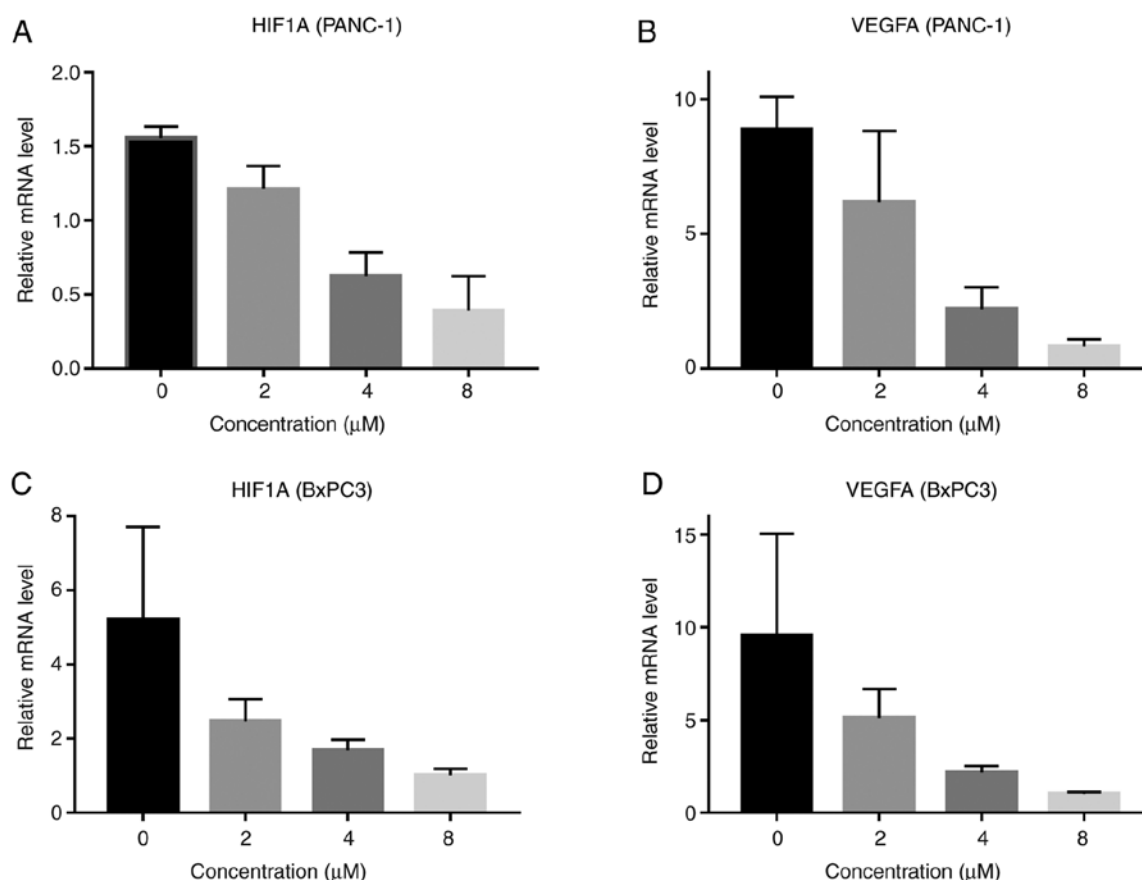 A
HIF1A (PANC-1)
Relative mRNA level
2.0
1.5
1.0
0.5
0.0
0 2 4 8
Concentration (μM)
B
VEGFA (PANC-1)
Relative mRNA level
10
5
0
0 2 4 8
Concentration (μM)
C
HIF1A (BxPC3)
Relative mRNA level
8
6
4
2
0
0 2 4 8
Concentration (μM)
D
VEGFA (BxPC3)
Relative mRNA level
15
10
5
0
0 2 4 8
Concentration (μM)